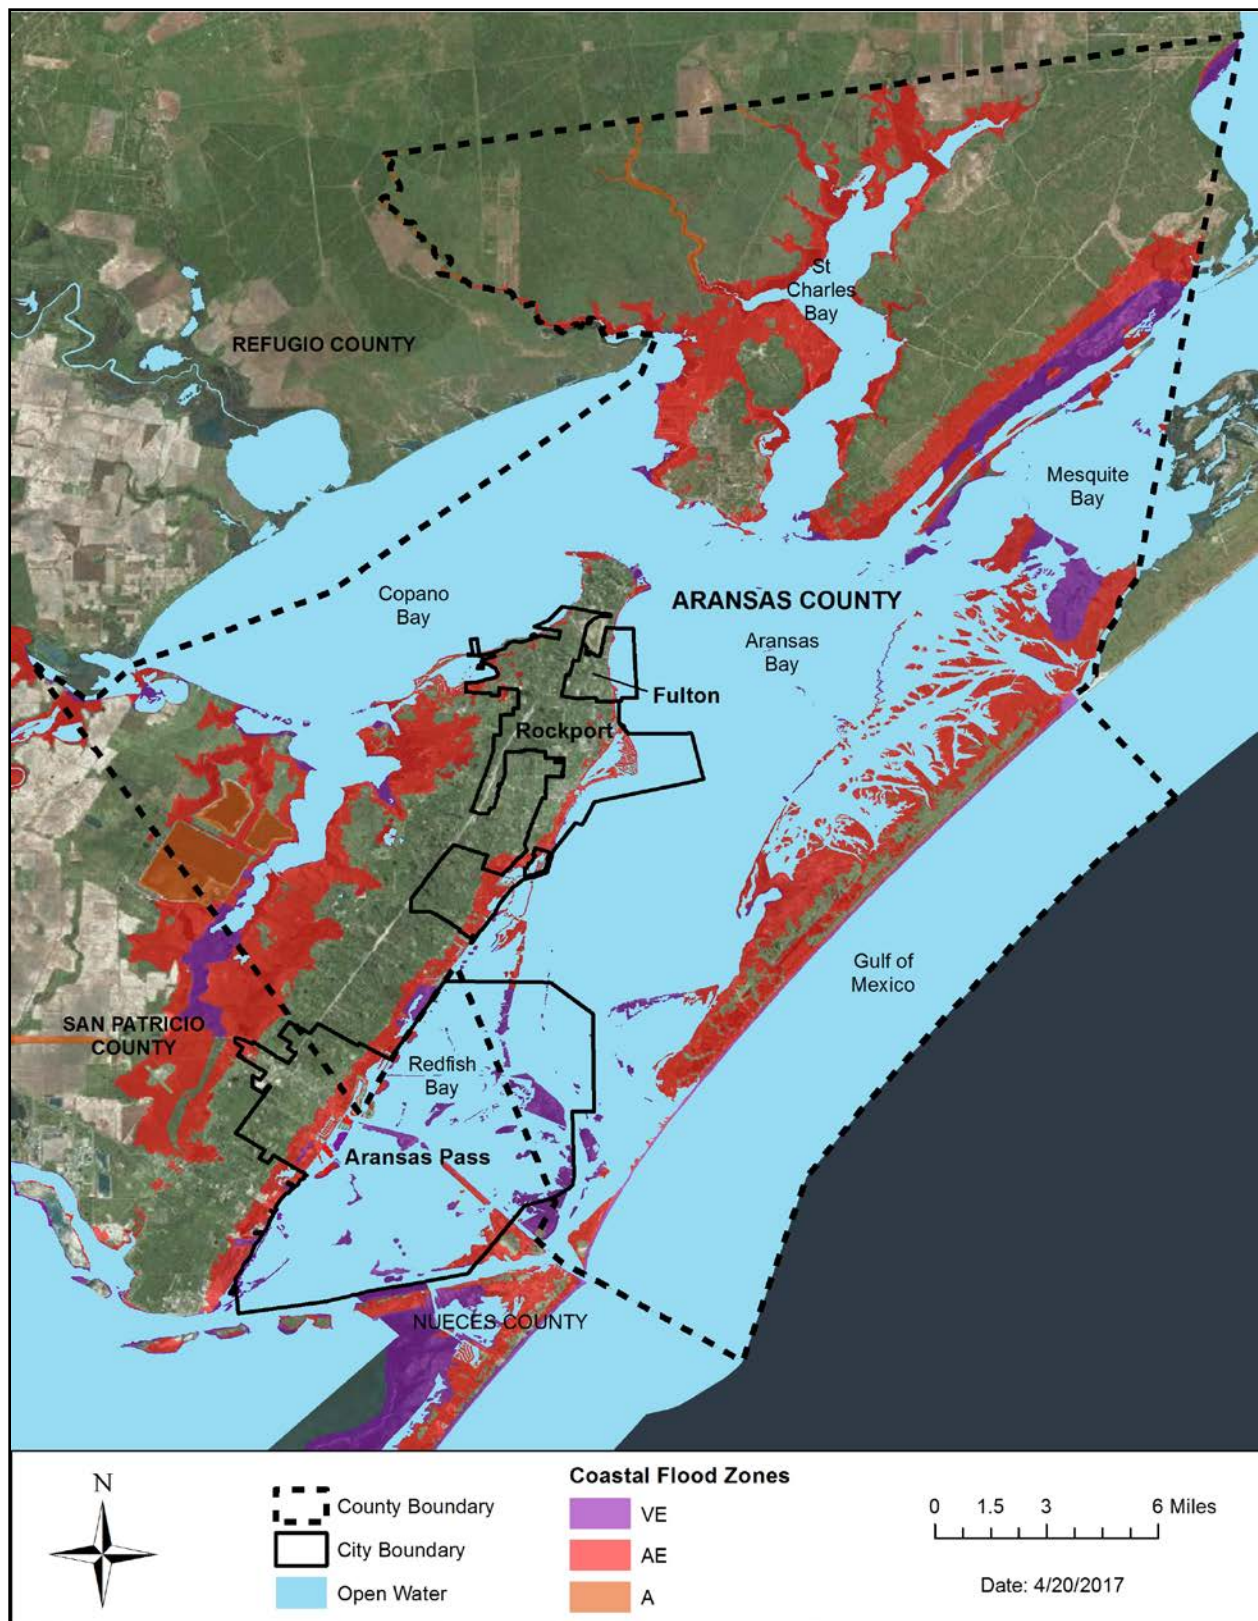 St
Charles
Bay
REFUGIO COUNTY
Mesquite
Bay
Copano
Bay
ARANSAS COUNTY
Aransas
Bay
Fulton
Rockport
Gulf of
Mexico
SAN PATRICIO
COUNTY
Redfish
Bay
Aransas Pass
NUECES COUNTY
N
County Boundary
City Boundary
Open Water
Coastal Flood Zones
VE
AE
A
0 1.5 3 6 Miles
Date: 4/20/2017